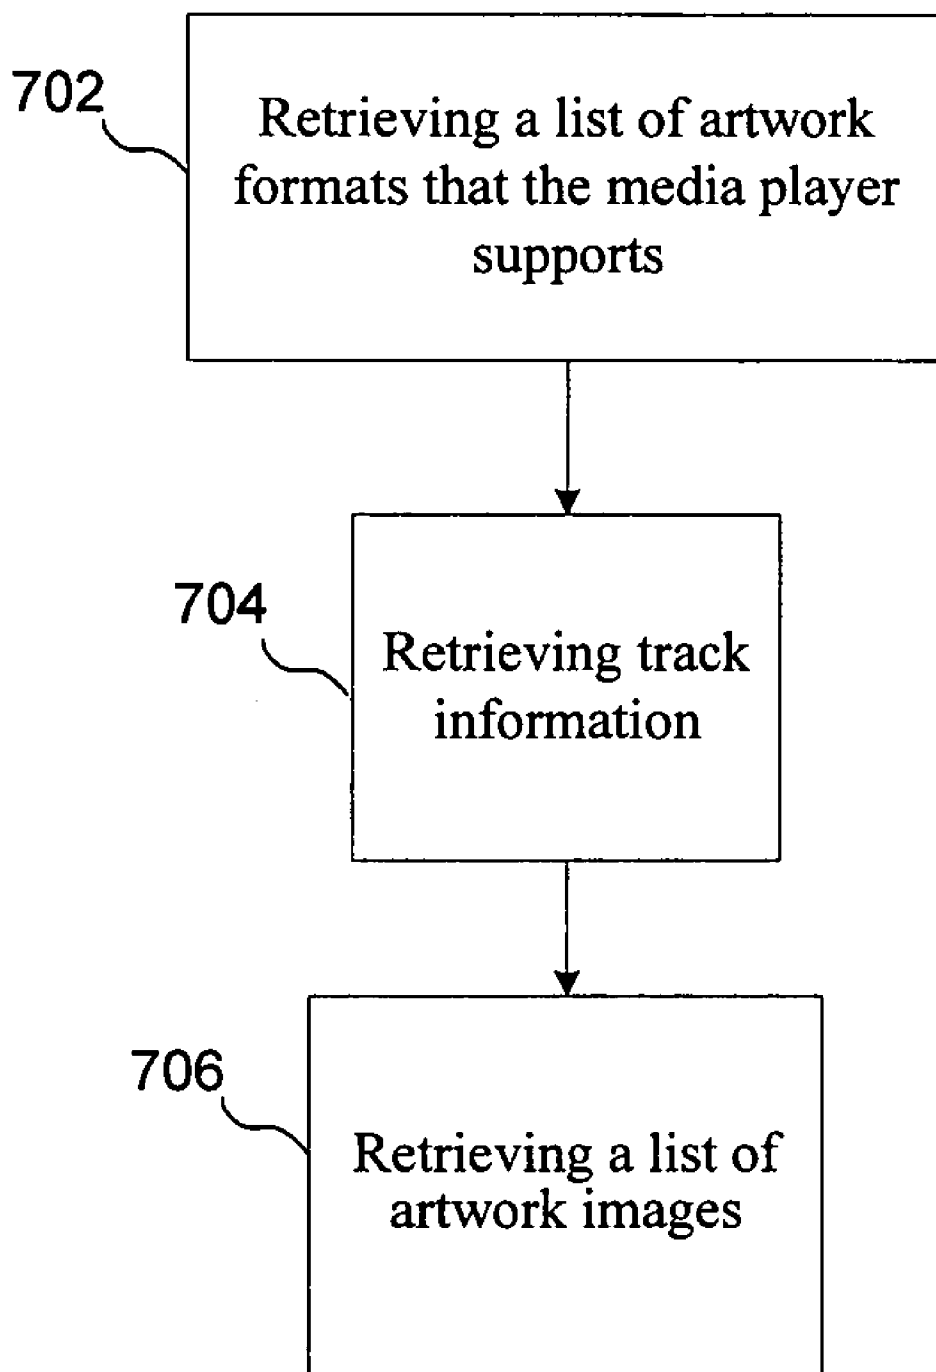 702
Retrieving a list of artwork
formats that the media player
supports
704
Retrieving track
information
706
Retrieving a list of
artwork images